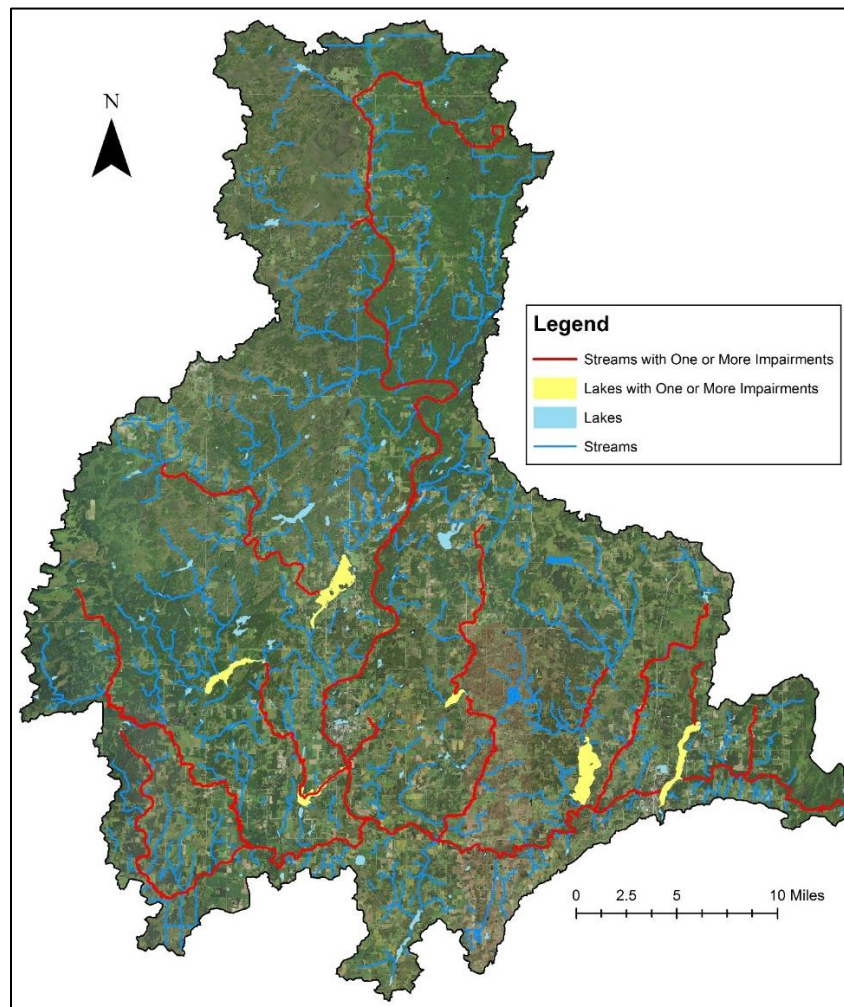 N
Legend
Streams with One or More Impairments
Lakes with One or More Impairments
Lakes
Streams
0 2.5 5 10 Miles